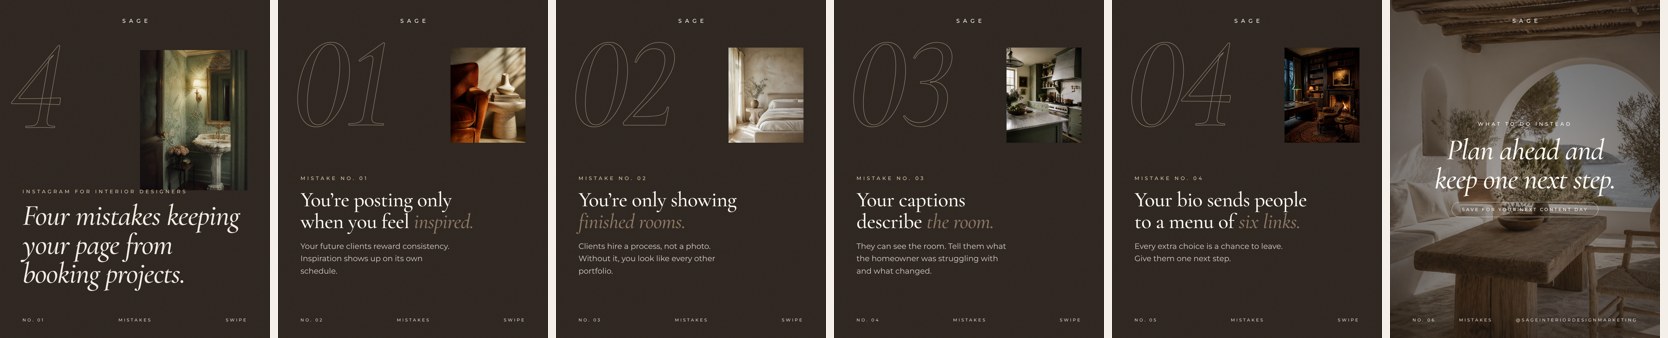 SAGE
4
INSTAGRAM FOR INTERIOR DESIGNERS
Four mistakes keeping
your page from
booking projects.
NO. 01 MISTAKES SWIPE
SAGE
01
MISTAKE NO. 01
You're posting only
when you feel inspired.
Your future clients reward consistency.
Inspiration shows up on its own
schedule.
NO. 02 MISTAKES SWIPE
SAGE
02
MISTAKE NO. 02
You're only showing
finished rooms.
Clients hire a process, not a photo.
Without it, you look like every other
portfolio.
NO. 03 MISTAKES SWIPE
SAGE
03
MISTAKE NO. 03
Your captions
describe the room.
They can see the room. Tell them what
the homeowner was struggling with
and what changed.
NO. 04 MISTAKES SWIPE
SAGE
04
MISTAKE NO. 04
Your bio sends people
to a menu of six links.
Every extra choice is a chance to leave.
Give them one next step.
NO. 05 MISTAKES SWIPE
SAGE
WHAT TO DO INSTEAD
Plan ahead and
keep one next step.
SAVE FOR YOUR NEXT CONTENT DAY
NO. 06 MISTAKES @SAGEINTERIORDESIGNMARKETING